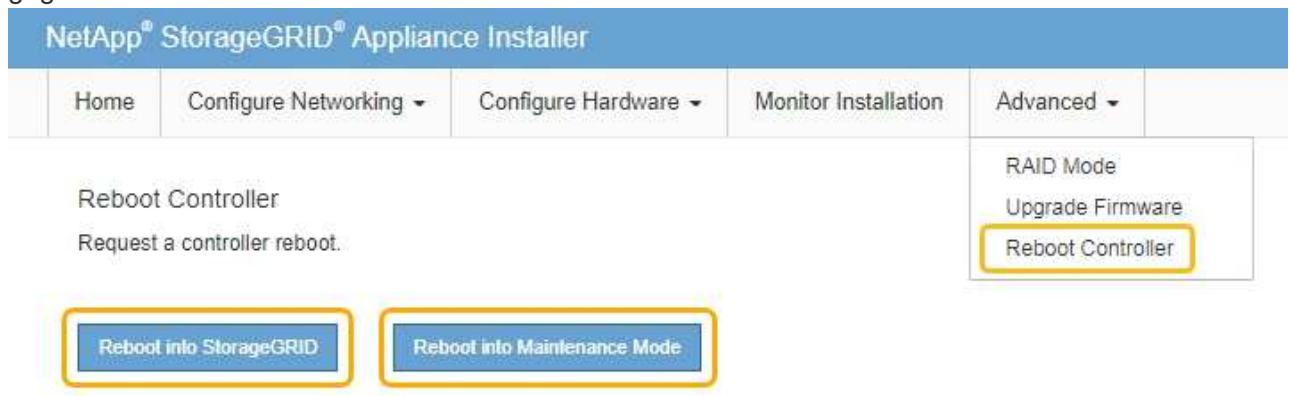 NetApp® StorageGRID® Appliance Installer
Home Configure Networking Configure Hardware Monitor Installation Advanced
RAID Mode
Upgrade Firmware
Reboot Controller
Reboot Controller
Request a controller reboot.
Reboot into StorageGRID Reboot into Maintenance Mode